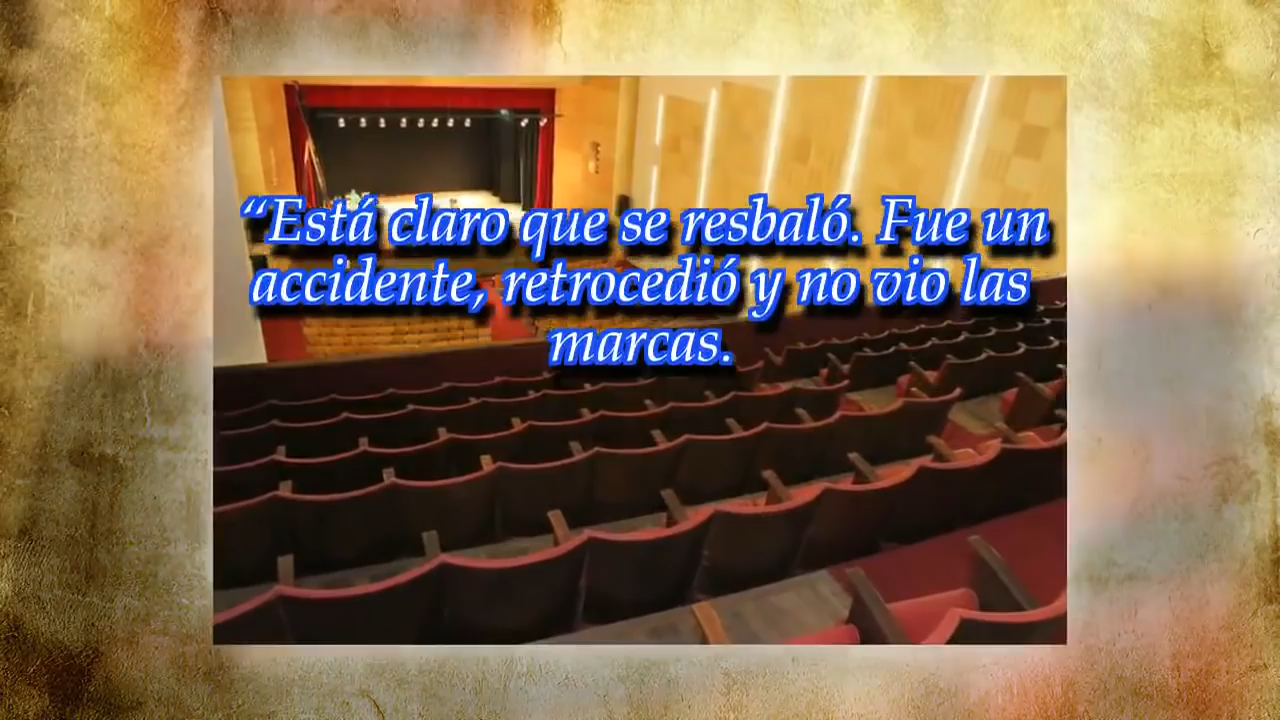 “Está claro que se resbaló. Fue un
accidente, retrocedió y no vio las
marcas.